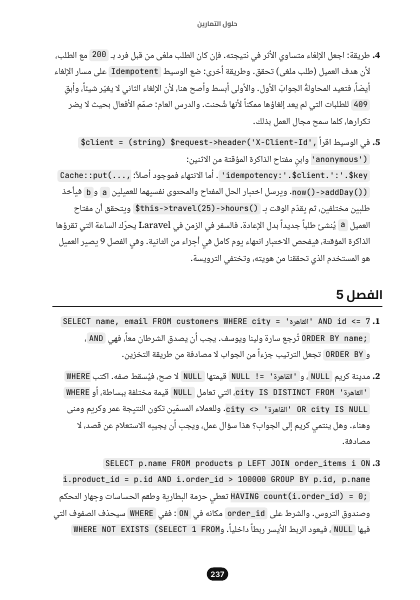 حلول التمارين
4. طريقة: اجعل الإلغاء متساوي الأثر في نتيجته. فإن كان الطلب ملغى من قبل فرد بـ 200 مع الطلب،
لأن هدف العميل (طلب ملغى) تحقق. وطريقة أخرى: ضع الوسيط Idempotent على مسار الإلغاء
أيضاً، فتعيد المحاولةُ الجوابَ الأول. والأولى أبسط وأصح هنا، لأن الإلغاء الثاني لا يغيّر شيئاً. وأبقِ
409 للطلبات التي لم يعد إلغاؤها ممكناً لأنها شُحنت. والدرس العام: صمّم الأفعال بحيث لا يضر
تكرارها، كلما سمح مجال العمل بذلك.
5. في الوسيط اقرأ $client = (string) $request->header('X-Client-Id',
'anonymous') وابنِ مفتاح الذاكرة المؤقتة من الاثنين:
'idempotency:'.$client.':'.$key . أما الانتهاء فموجود أصلاً: Cache::put(...,
now()->addDay()) . ويرسل اختبار الحل المفتاح والمحتوى نفسيهما للعميلين a و b فيأخذ
طلبين مختلفين، ثم يقدّم الوقت بـ $this->travel(25)->hours() ويتحقق أن مفتاح
العميل a يُنشئ طلباً جديداً بدل الإعادة. فالسفر في الزمن في Laravel يحرّك الساعة التي تقرؤها
الذاكرة المؤقتة، فيفحص الاختبار انتهاء يوم كامل في أجزاء من الثانية. وفي الفصل 9 يصير العميل
هو المستخدم الذي تحققنا من هويته، وتختفي الترويسة.
الفصل 5
1. SELECT name, email FROM customers WHERE city = 'القاهرة' AND id <= 7
ORDER BY name; تُرجع سارة ولينا ويوسف. يجب أن يصدق الشرطان معاً، فهي AND ،
و ORDER BY تجعل الترتيب جزءاً من الجواب لا مصادفة من طريقة التخزين.
2. مدينة كريم NULL ، و NULL != 'القاهرة' قيمتها NULL لا صح، فيُسقط صفه. اكتب WHERE
city IS DISTINCT FROM 'القاهرة' ، التي تعامل NULL قيمة مختلفة ببساطة، أو WHERE
city <> 'القاهرة' OR city IS NULL . وللعملاء المسمّين تكون النتيجة عمر وكريم ومنى
وهناء. وهل ينتمي كريم إلى الجواب؟ هذا سؤال عمل، ويجب أن يجيبه الاستعلام عن قصد، لا
مصادفة.
3. SELECT p.name FROM products p LEFT JOIN order_items i ON
i.product_id = p.id AND i.order_id > 100000 GROUP BY p.id, p.name
HAVING count(i.order_id) = 0; تعطي حزمة البطارية وطقم الحساسات وجهاز التحكم
وصندوق التروس. والشرط على order_id مكانه في ON : ففي WHERE سيحذف الصفوف التي
فيها NULL ، فيعود الربط الأيسر ربطاً داخلياً. و WHERE NOT EXISTS (SELECT 1 FROM
237